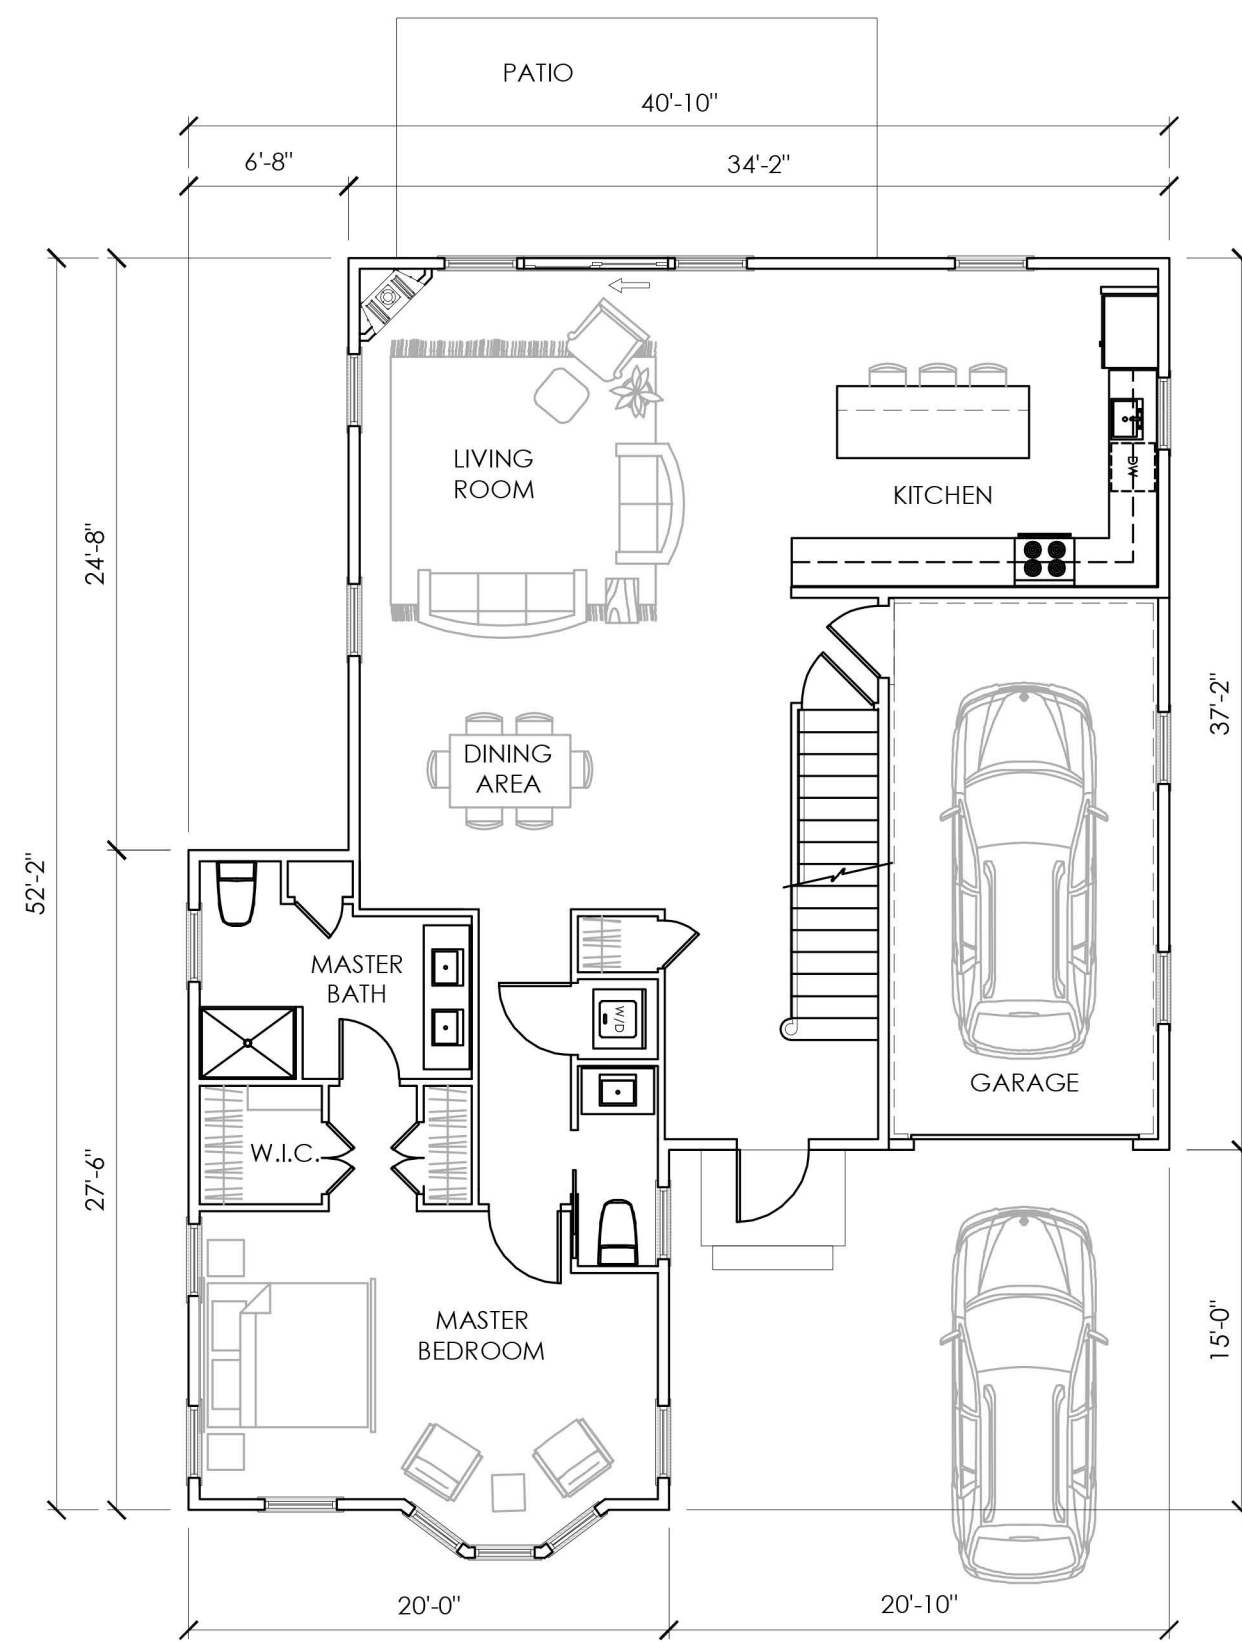 PATIO
40'-10"
6'-8"
34'-2"
LIVING
ROOM
DW
KITCHEN
24'-8"
37'-2"
DINING
AREA
52'-2"
MASTER
BATH
W/D
GARAGE
W.I.C.
27'-6"
MASTER
BEDROOM
15'-0"
20'-0"
20'-10"